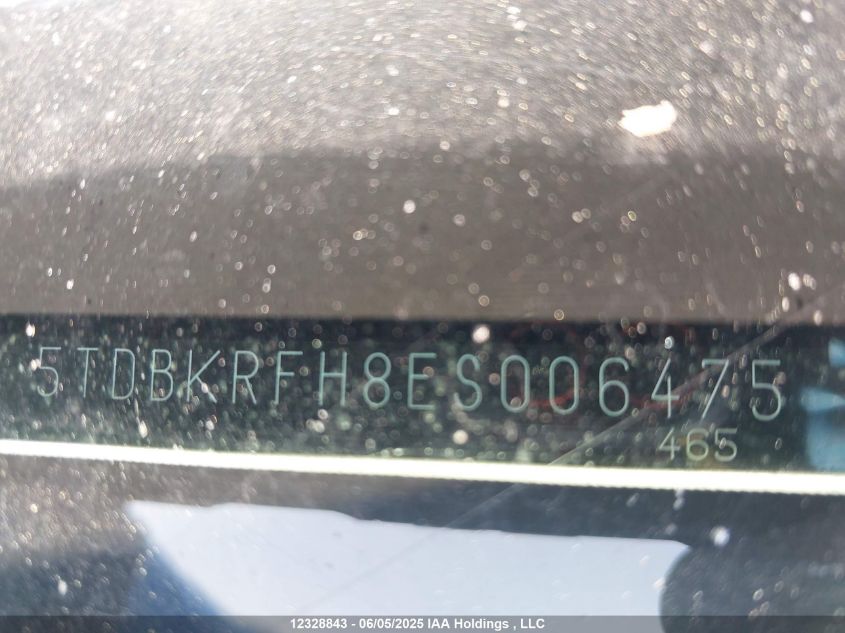 5TDBKRFH8ES006475
465
12328843 - 06/05/2025 IAA Holdings , LLC